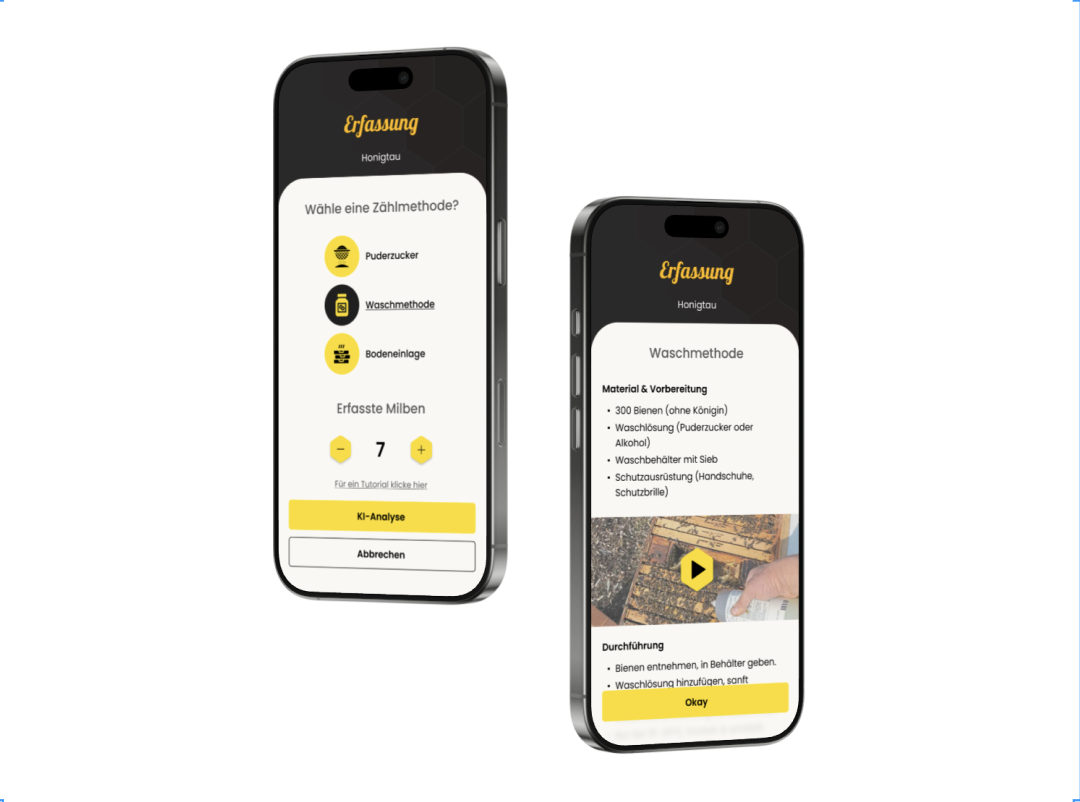 Erfassung
Honigtau
Wähle eine Zählmethode?
Puderzucker
Waschmethode
Bodeneinlage
Erfasste Milben
− 7 +
Für ein Tutorial klicke hier
KI-Analyse
Abbrechen
Erfassung
Honigtau
Waschmethode
Material & Vorbereitung
• 300 Bienen (ohne Königin)
• Waschlösung (Puderzucker oder
Alkohol)
• Waschbehälter mit Sieb
• Schutzausrüstung (Handschuhe,
Schutzbrille)
Durchführung
• Bienen entnehmen, in Behälter geben.
• Waschlösung hinzufügen, sanft
Okay